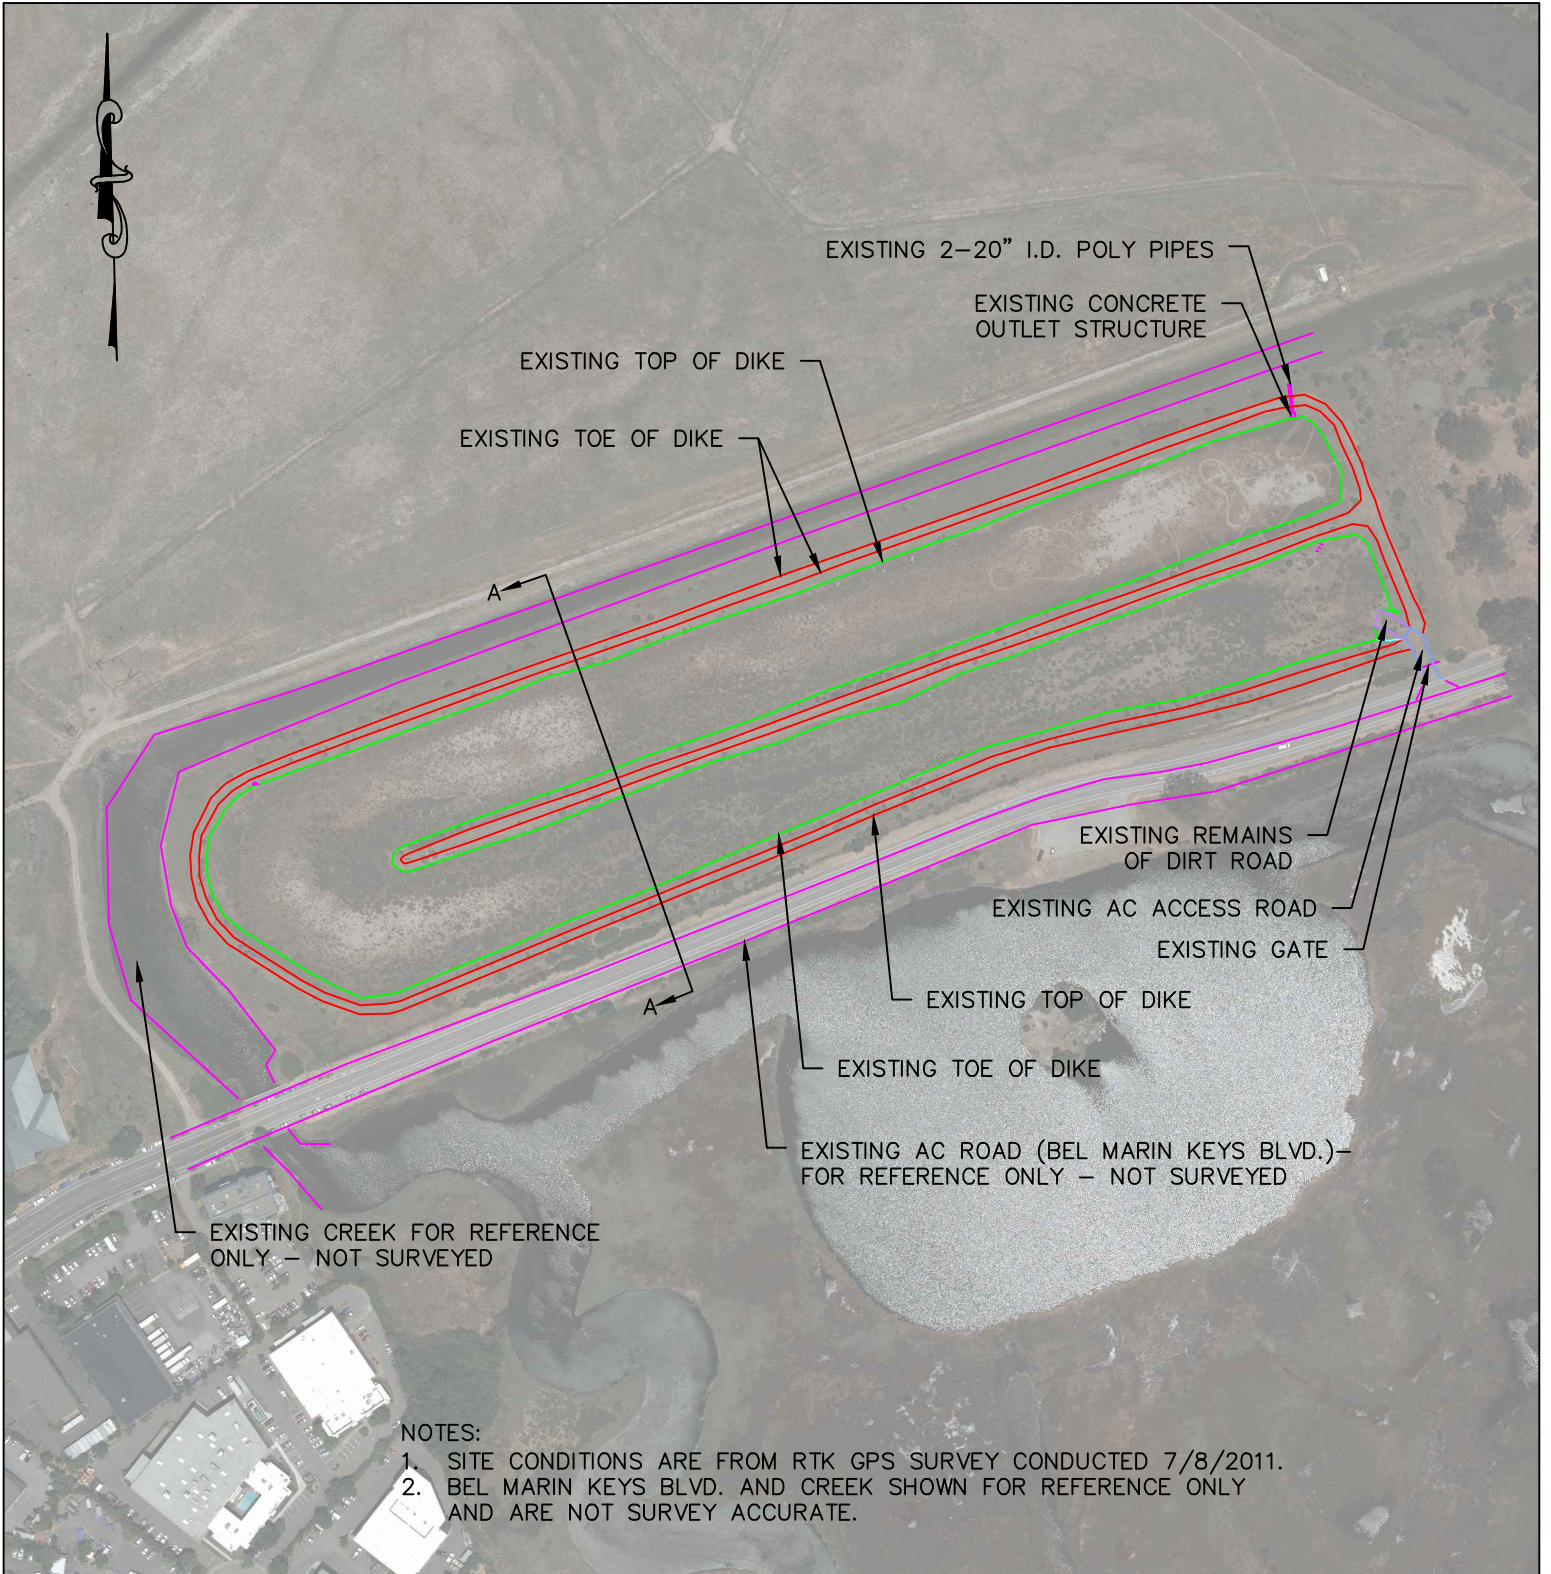 EXISTING 2-20" I.D. POLY PIPES
EXISTING CONCRETE
OUTLET STRUCTURE
EXISTING TOP OF DIKE
EXISTING TOE OF DIKE
A
A
EXISTING REMAINS
OF DIRT ROAD
EXISTING AC ACCESS ROAD
EXISTING GATE
EXISTING TOP OF DIKE
EXISTING TOE OF DIKE
EXISTING AC ROAD (BEL MARIN KEYS BLVD.)-
FOR REFERENCE ONLY - NOT SURVEYED
EXISTING CREEK FOR REFERENCE
ONLY - NOT SURVEYED
NOTES:
1. SITE CONDITIONS ARE FROM RTK GPS SURVEY CONDUCTED 7/8/2011.
2. BEL MARIN KEYS BLVD. AND CREEK SHOWN FOR REFERENCE ONLY
AND ARE NOT SURVEY ACCURATE.